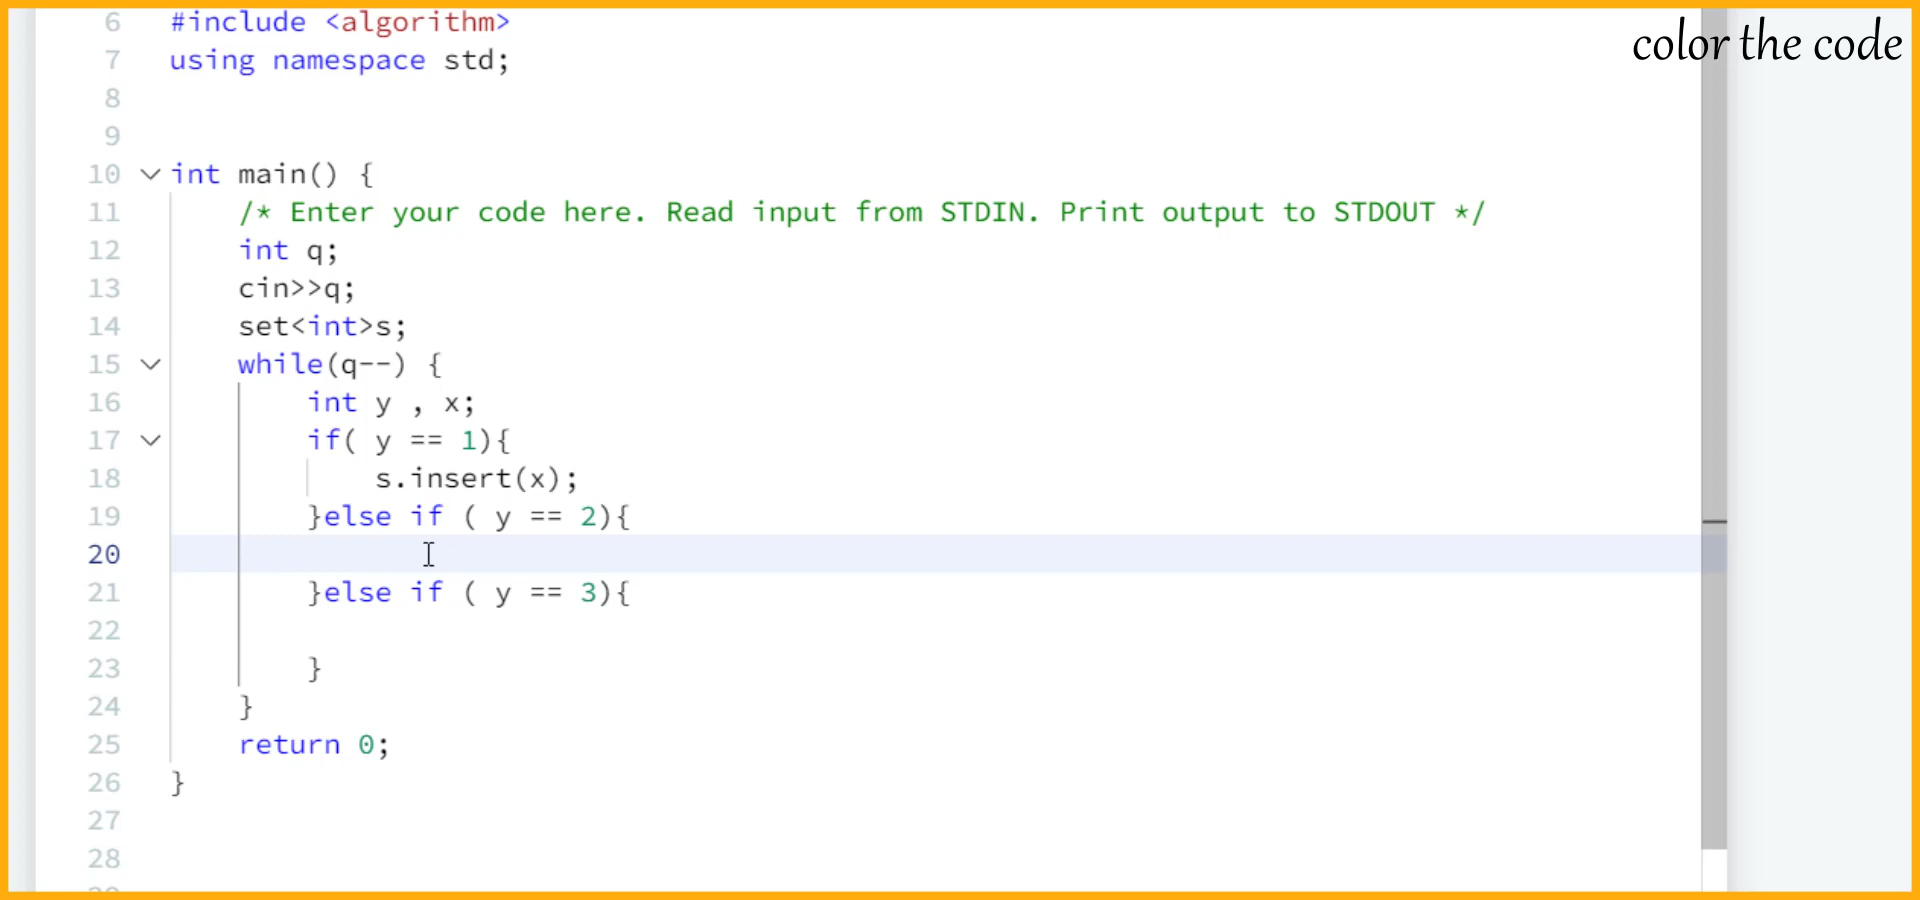 color the code
6 #include <algorithm>
7 using namespace std;
8
9
10 int main() {
11 /* Enter your code here. Read input from STDIN. Print output to STDOUT */
12 int q;
13 cin>>q;
14 set<int>s;
15 while(q--) {
16 int y , x;
17 if( y == 1){
18 s.insert(x);
19 }else if ( y == 2){
20
21 }else if ( y == 3){
22
23 }
24 }
25 return 0;
26 }
27
28